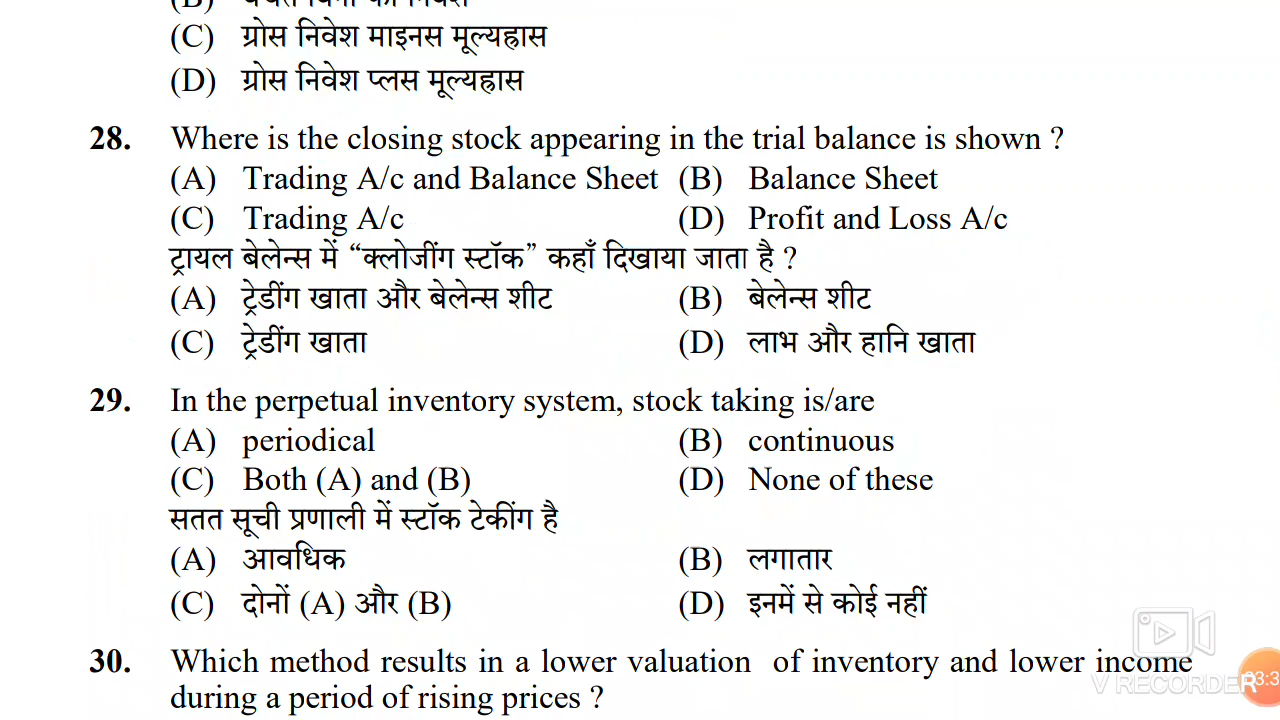 (C) ग्रोस निवेश माइनस मूल्यह्रास
(D) ग्रोस निवेश प्लस मूल्यह्रास
28. Where is the closing stock appearing in the trial balance is shown ?
(A) Trading A/c and Balance Sheet (B) Balance Sheet
(C) Trading A/c (D) Profit and Loss A/c
ट्रायल बेलेन्स में “क्लोजींग स्टॉक” कहाँ दिखाया जाता है ?
(A) ट्रेडींग खाता और बेलेन्स शीट (B) बेलेन्स शीट
(C) ट्रेडींग खाता (D) लाभ और हानि खाता
29. In the perpetual inventory system, stock taking is/are
(A) periodical (B) continuous
(C) Both (A) and (B) (D) None of these
सतत सूची प्रणाली में स्टॉक टेकींग है
(A) आवधिक (B) लगातार
(C) दोनों (A) और (B) (D) इनमें से कोई नहीं
30. Which method results in a lower valuation of inventory and lower income
during a period of rising prices ?
V RECORDER